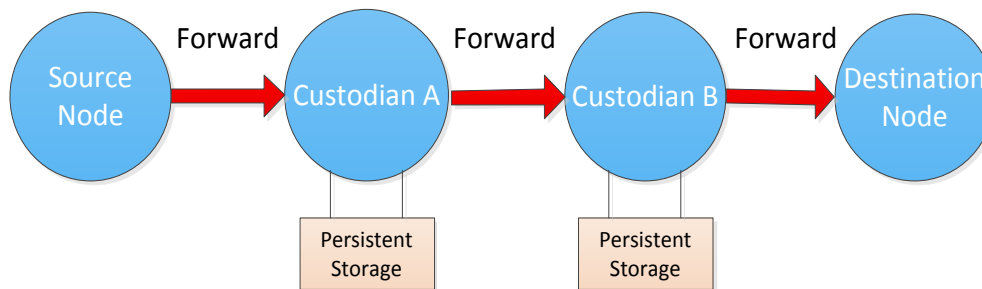 Forward
Forward
Forward
Source
Node
Custodian A
Custodian B
Destination
Node
Persistent
Storage
Persistent
Storage